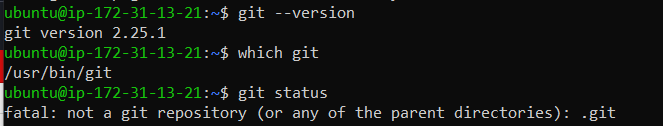 ubuntu@ip-172-31-13-21:~$ git --version
git version 2.25.1
ubuntu@ip-172-31-13-21:~$ which git
/usr/bin/git
ubuntu@ip-172-31-13-21:~$ git status
fatal: not a git repository (or any of the parent directories): .git